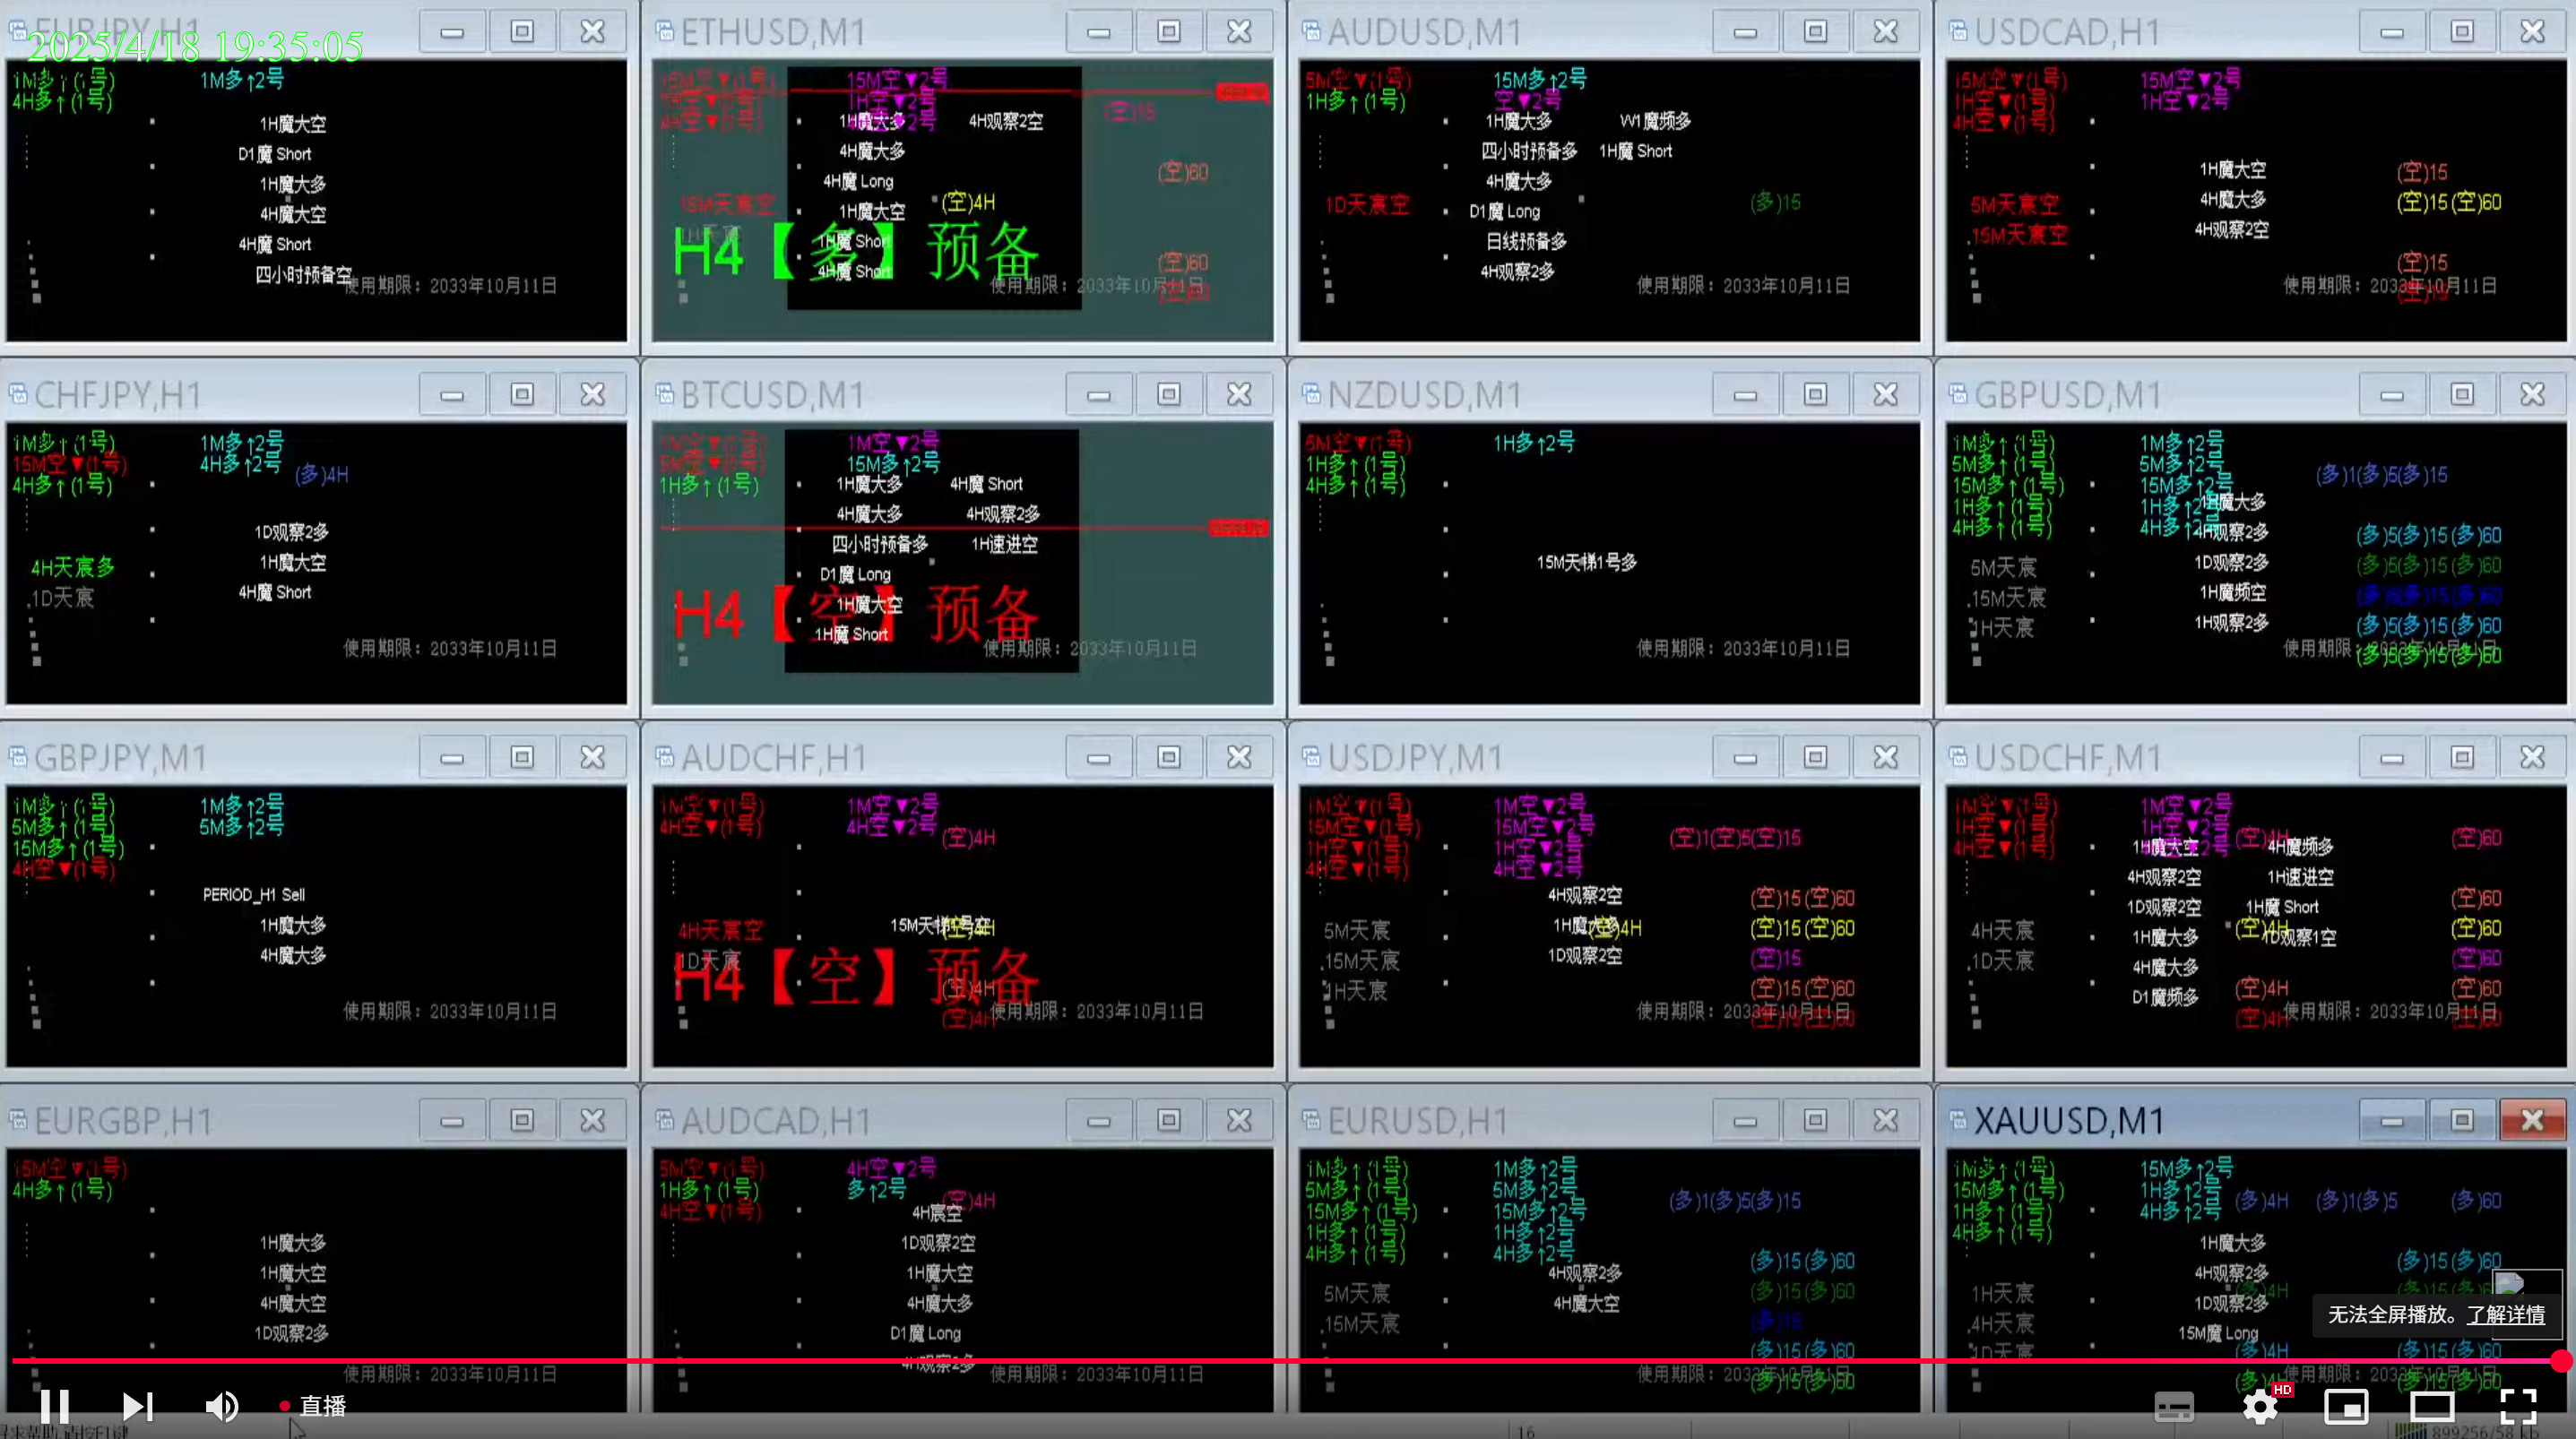 EURJPY,H1
2025/4/18 19:35:05
1M多↑(1号)
1M多↑2号
4H多↑(1号)
1H魔大空
D1魔 Short
1H魔大多
4H魔大空
4H魔 Short
四小时预备空
使用期限：2033年10月11日
ETHUSD,M1
15M空▼(1号)
15M空▼2号
1H空▼(1号)
1H空▼2号
4H空▼(1号)
4H空▼2号
(空)15
1H魔大多
4H观察2空
4H魔大多
(空)60
4H魔 Long
15M天宸空
(空)4H
1H魔大空
1H天宸
1H魔 Short
H4【多】预备
(空)60
4H魔 Short
使用期限：2033年10月11日
(空)60
AUDUSD,M1
5M空▼(1号)
15M多↑2号
1H多↑(1号)
空▼2号
1H魔大多
W1魔频多
四小时预备多
1H魔 Short
4H魔大多
1D天宸空
D1魔 Long
(多)15
日线预备多
4H观察2多
使用期限：2033年10月11日
USDCAD,H1
15M空▼(1号)
15M空▼2号
1H空▼(1号)
1H空▼2号
4H空▼(1号)
1H魔大空
(空)15
4H魔大多
5M天宸空
(空)15(空)60
4H观察2空
15M天宸空
(空)15
使用期限：2033年10月11日
(空)15
CHFJPY,H1
1M多↑(1号)
1M多↑2号
15M空▼(1号)
4H多↑2号
(多)4H
4H多↑(1号)
1D观察2多
4H天宸多
1H魔大多
1D天宸
4H魔 Short
使用期限：2033年10月11日
BTCUSD,M1
1M空▼(1号)
1M空▼2号
5M空▼(1号)
15M多↑2号
1H多↑(1号)
1H魔大多
4H魔 Short
4H魔大多
4H观察2多
四小时预备多
1H速进空
D1魔 Long
1H魔大空
H4【空】预备
1H魔 Short
使用期限：2033年10月11日
NZDUSD,M1
5M空▼(1号)
1H多↑2号
1H多↑(1号)
4H多↑(1号)
15M天梯1号多
使用期限：2033年10月11日
GBPUSD,M1
1M多↑(1号)
1M多↑2号
5M多↑(1号)
5M多↑2号
(多)1(多)5(多)15
15M多↑(1号)
15M多↑2号
1H多↑(1号)
1H多↑2号
1H魔大多
4H多↑(1号)
4H多↑2号
4H观察2多
(多)5(多)15(多)60
5M天宸
1D观察2多
(多)5(多)15(多)60
15M天宸
1H魔频空
(多)5(多)15(多)60
1H天宸
1H观察2多
(多)5(多)15(多)60
使用期限：2033年10月11日
(多)5(多)15(多)60
GBPJPY,M1
1M多↑(1号)
1M多↑2号
5M多↑(1号)
5M多↑2号
15M多↑(1号)
4H空▼(1号)
PERIOD_H1 Sell
1H魔大多
4H魔大多
使用期限：2033年10月11日
AUDCHF,H1
1M空▼(1号)
1M空▼2号
4H空▼(1号)
4H空▼2号
(空)4H
4H天宸空
15M天梯1号空
(空)4H
1D天宸
H4【空】预备
(空)4H
使用期限：2033年10月11日
(空)4H
USDJPY,M1
1M空▼(1号)
1M空▼2号
15M空▼(1号)
15M空▼2号
(空)1(空)5(空)15
1H空▼(1号)
1H空▼2号
4H空▼(1号)
4H空▼2号
4H观察2空
(空)15(空)60
5M天宸
1H魔大多
(空)4H
(空)15(空)60
15M天宸
1D观察2空
(空)15
1H天宸
(空)15(空)60
使用期限：2033年10月11日
(空)15(空)60
USDCHF,M1
1M空▼(1号)
1M空▼2号
1H空▼(1号)
1H空▼2号
(空)4H
(空)60
4H空▼(1号)
4H空▼2号
1H魔大空
4H魔频多
4H观察2空
1H速进空
1D观察2空
1H魔 Short
(空)60
4H天宸
1H魔大多
(空)4H
1D观察1空
(空)60
1D天宸
4H魔大多
(空)60
D1魔频多
(空)4H
(空)60
使用期限：2033年10月11日
(空)4H
(空)60
EURGBP,H1
15M空▼(1号)
4H多↑(1号)
1H魔大多
1H魔大空
4H魔大空
1D观察2多
使用期限：2033年10月11日
AUDCAD,H1
5M空▼(1号)
4H空▼2号
1H多↑(1号)
多↑2号
(空)4H
4H空▼(1号)
4H宸空
1D观察2空
1H魔大空
4H魔大多
D1魔 Long
4H观察2多
使用期限：2033年10月11日
EURUSD,H1
1M多↑(1号)
1M多↑2号
5M多↑(1号)
5M多↑2号
(多)1(多)5(多)15
15M多↑(1号)
15M多↑2号
1H多↑(1号)
1H多↑2号
4H多↑(1号)
4H多↑2号
4H观察2多
(多)15(多)60
5M天宸
4H魔大空
(多)15(多)60
15M天宸
(多)15
(多)15(多)60
使用期限：2033年10月11日
(多)15(多)60
XAUUSD,M1
1M多↑(1号)
15M多↑2号
15M多↑(1号)
1H多↑2号
(多)4H
(多)1(多)5
(多)60
1H多↑(1号)
4H多↑2号
4H多↑(1号)
1H魔大多
4H观察2多
(多)15(多)60
1H天宸
1D观察2多
(多)4H
4H天宸
15M魔 Long
1D天宸
(多)4H
(多)15(多)60
使用期限：2033年10月11日
(多)4H
(多)15(多)60
无法全屏播放。了解详情
直播
HD
16
899256/58 kb